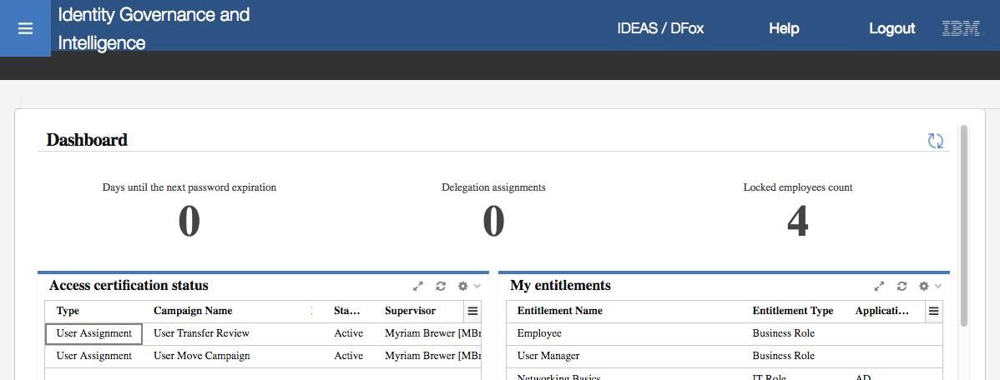 Identity Governance and
Intelligence
IDEAS / DFox
Help
Logout
IBM
Dashboard
Days until the next password expiration
Delegation assignments
Locked employees count
0
0
4
Access certification status
Type Campaign Name Sta... Supervisor
User Assignment User Transfer Review Active Myriam Brewer [MBr
User Assignment User Move Campaign Active Myriam Brewer [MBr
My entitlements
Entitlement Name Entitlement Type Applicati...
Employee Business Role
User Manager Business Role
Networking Basics IT Role AD